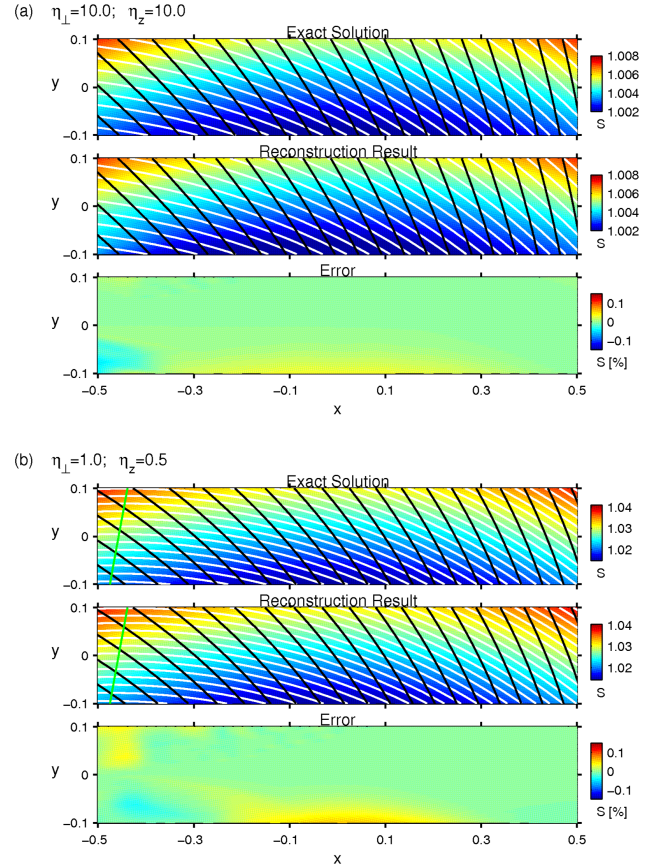 (a) η⊥=10.0; ηz=10.0
Exact Solution
0.1
y 0
−0.1
1.008
1.006
1.004
1.002
S
Reconstruction Result
0.1
y 0
−0.1
1.008
1.004
1.002
S
Error
0.1
y 0
−0.1
0.1
0
−0.1
S [%]
−0.5 −0.3 −0.1 0.1 0.3 0.5
x
(b) η⊥=1.0; ηz=0.5
Exact Solution
0.1
y 0
−0.1
1.04
1.03
1.02
S
Reconstruction Result
0.1
y 0
−0.1
1.04
1.02
S
Error
0.1
y 0
−0.1
0.1
0
−0.1
S [%]
−0.5 −0.3 −0.1 0.1 0.3 0.5
x